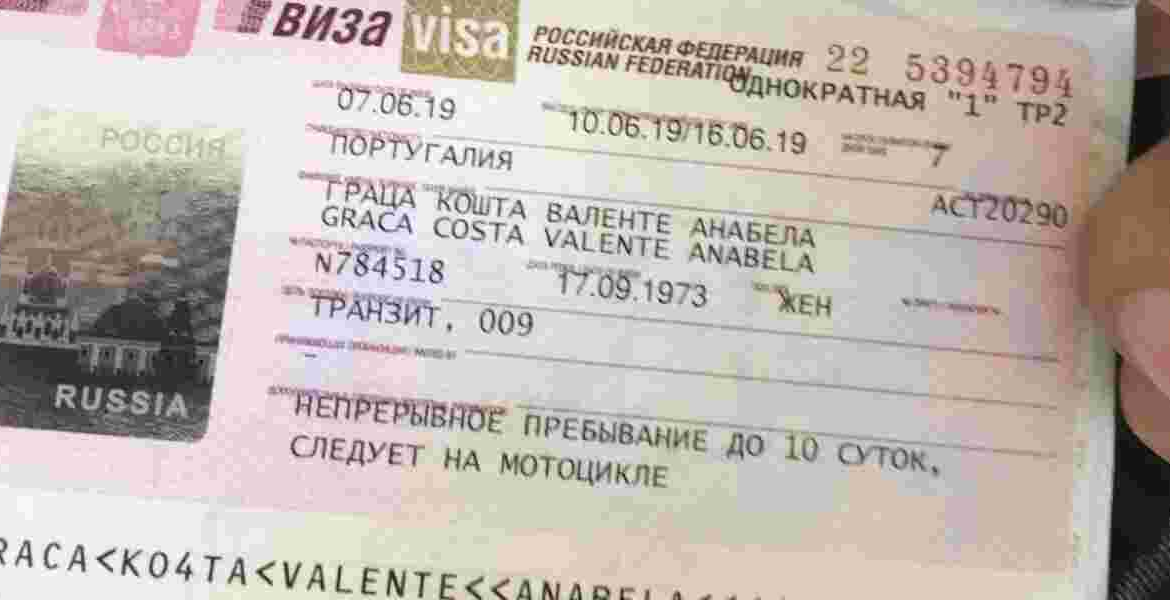 виза visa РОССИЙСКАЯ ФЕДЕРАЦИЯ 22 5394794
RUSSIAN FEDERATION ОДНОКРАТНАЯ "1" ТР2
07.06.19 10.06.19/16.06.19 7
РОССИЯ
ПОРТУГАЛИЯ ACT20290
ГРАЦА КОШТА ВАЛЕНТЕ АНАБЕЛА
GRACA COSTA VALENTE ANABELA
N784518 17.09.1973 ЖЕН
ТРАНЗИТ, 009
-
RUSSIA
НЕПРЕРЫВНОЕ ПРЕБЫВАНИЕ ДО 10 СУТОК,
СЛЕДУЕТ НА МОТОЦИКЛЕ
RACA<KO4TA<VALENTE<<ANABELA<<<